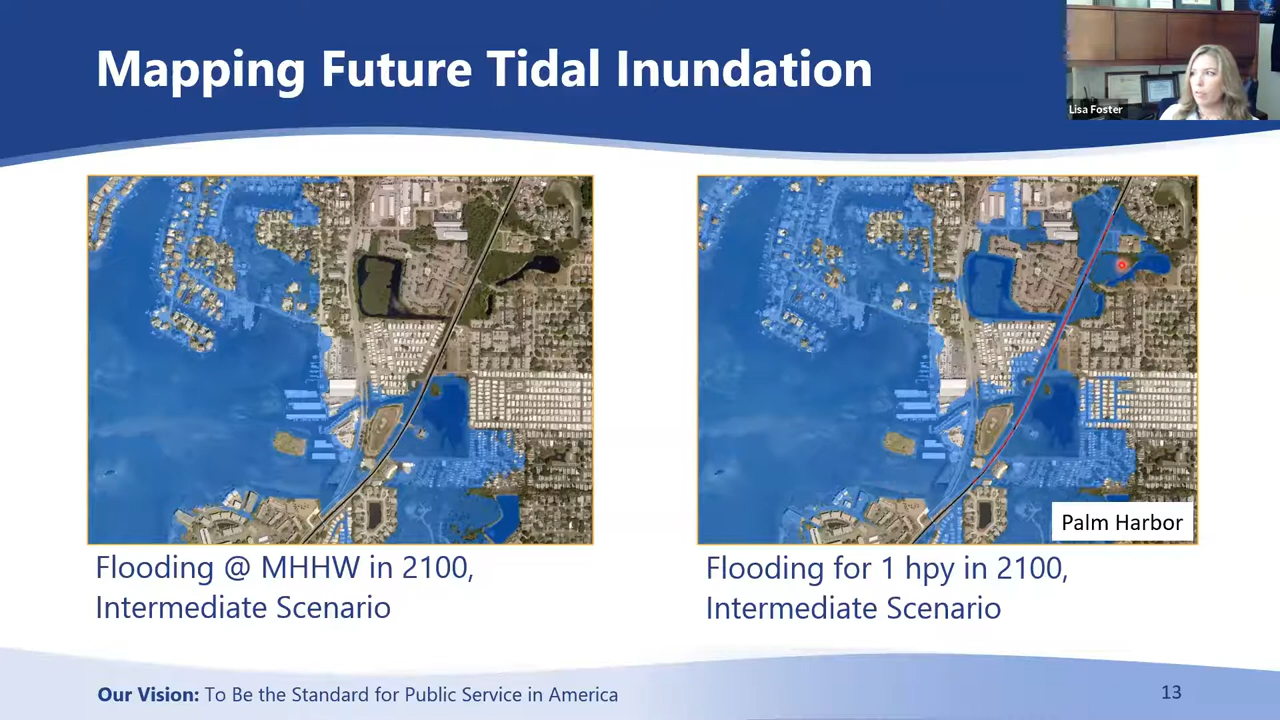 Mapping Future Tidal Inundation
Lisa Foster
Palm Harbor
Flooding @ MHHW in 2100,
Intermediate Scenario
Flooding for 1 hpy in 2100,
Intermediate Scenario
Our Vision: To Be the Standard for Public Service in America
13